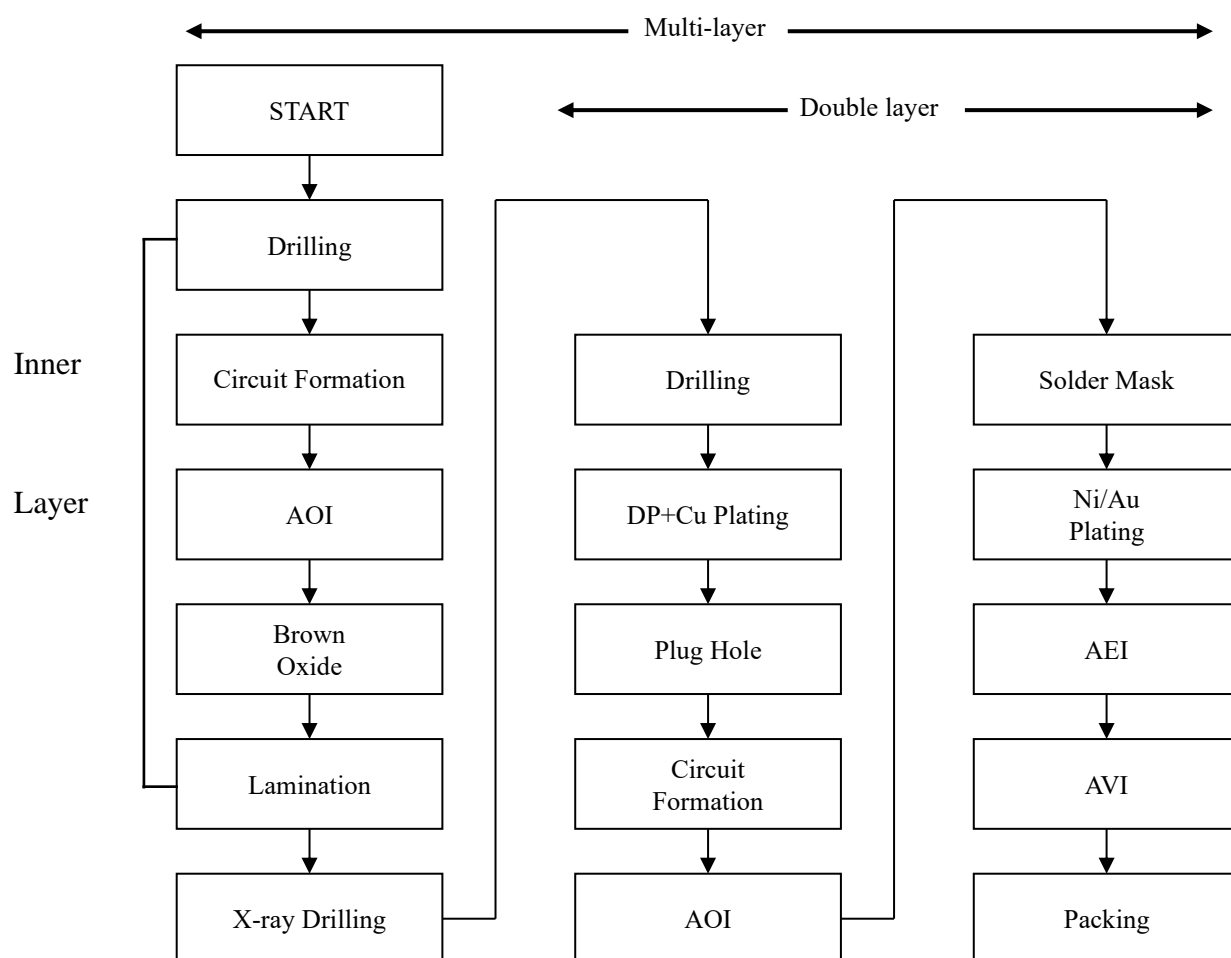 Multi-layer
START
Double layer
Drilling
Inner
Circuit Formation
Layer
AOI
Brown
Oxide
Lamination
X-ray Drilling
Drilling
DP+Cu Plating
Plug Hole
Circuit
Formation
AOI
Solder Mask
Ni/Au
Plating
AEI
AVI
Packing